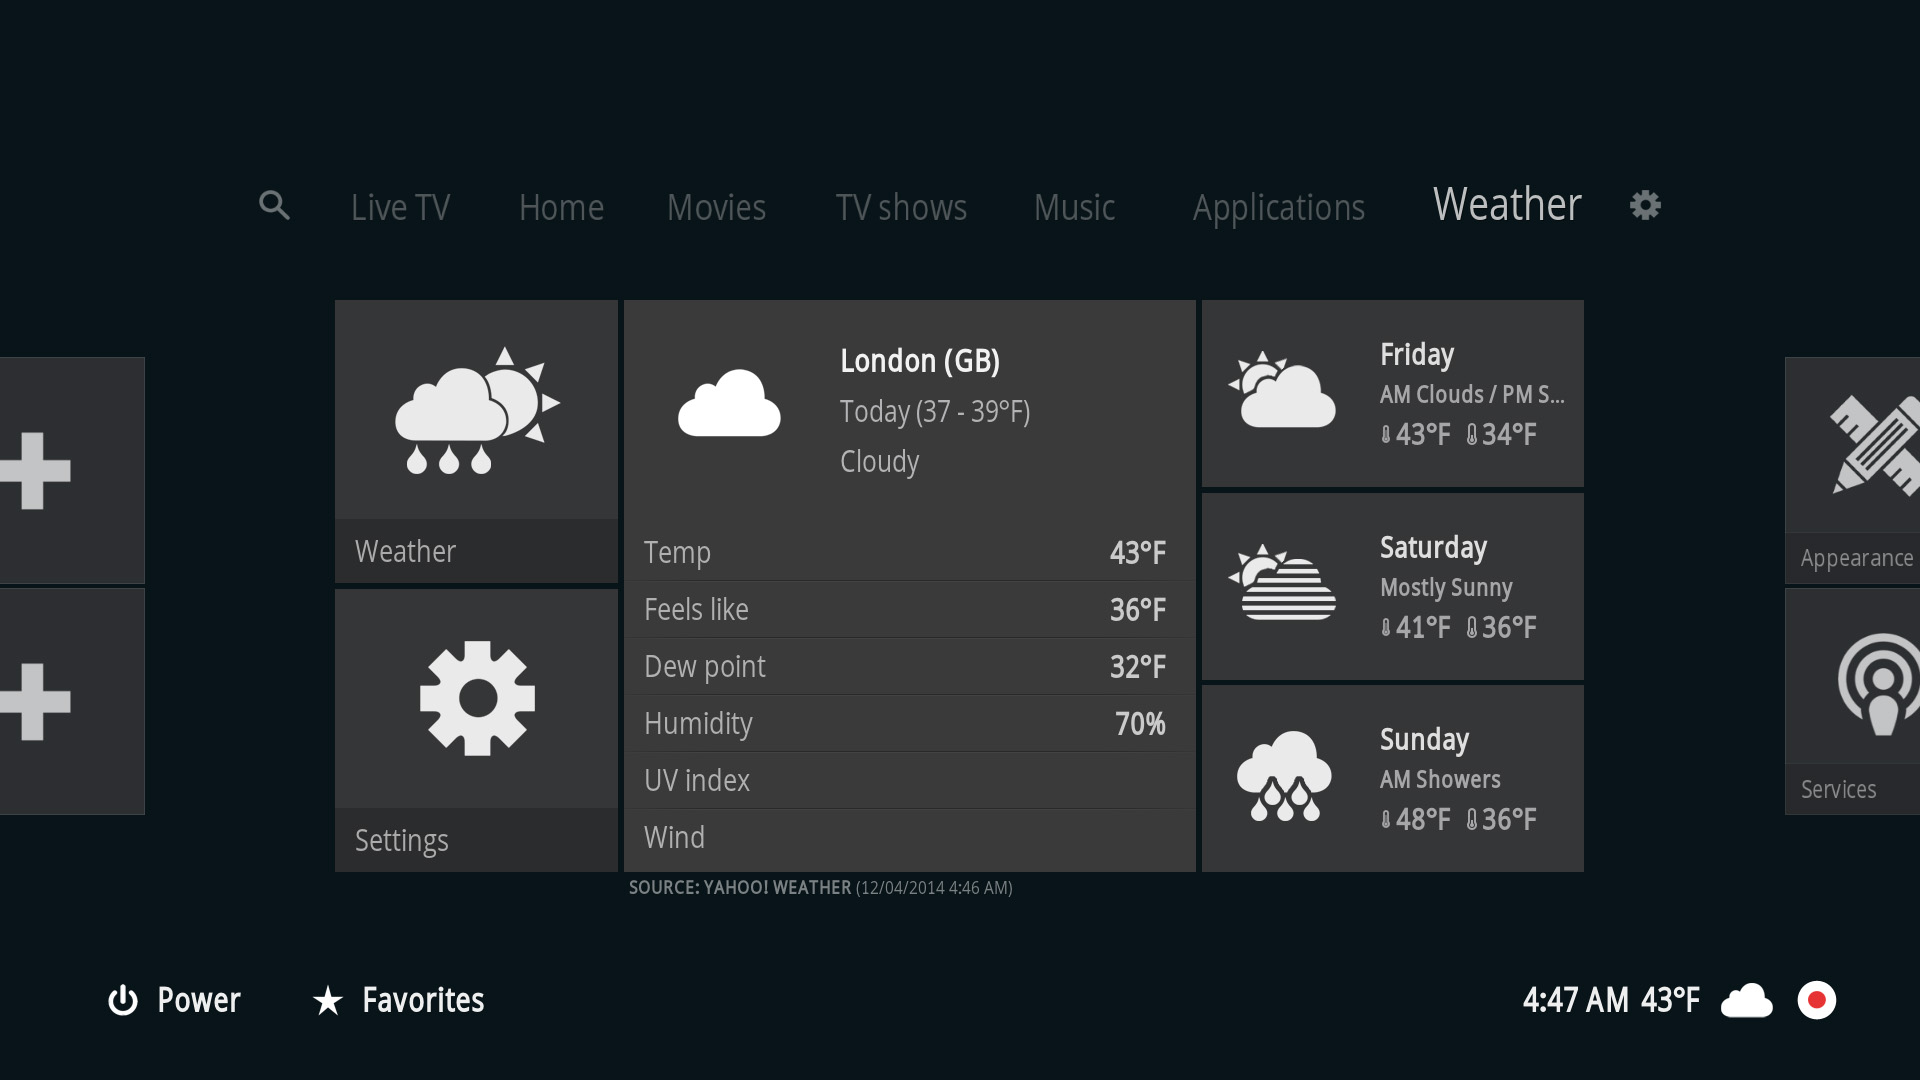 Live TV
Home
Movies
TV shows
Music
Applications
Weather
Weather
Settings
London (GB)
Today (37 - 39°F)
Cloudy
Temp 43°F
Feels like 36°F
Dew point 32°F
Humidity 70%
UV index
Wind
SOURCE: YAHOO! WEATHER (12/04/2014 4:46 AM)
Friday
AM Clouds / PM S...
43°F 34°F
Saturday
Mostly Sunny
41°F 36°F
Sunday
AM Showers
48°F 36°F
Appearance
Services
Power
Favorites
4:47 AM 43°F